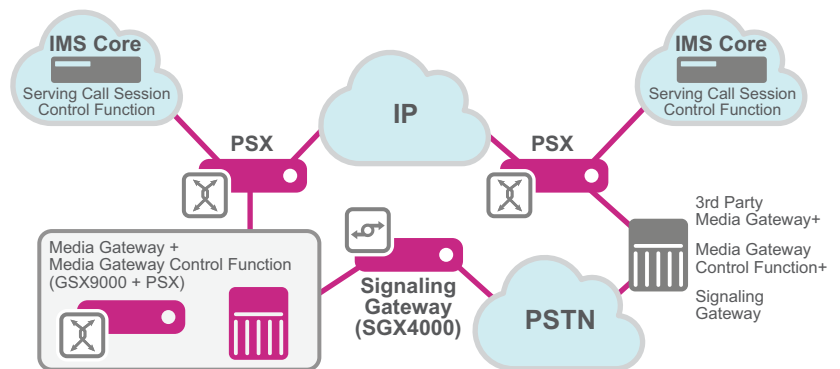 IMS Core
Serving Call Session
Control Function
IMS Core
Serving Call Session
Control Function
IP
PSX
PSX
3rd Party
Media Gateway+
Media Gateway
Control Function+
Signaling
Gateway
Media Gateway +
Media Gateway Control Function
(GSX9000 + PSX)
Signaling
Gateway
(SGX4000)
PSTN